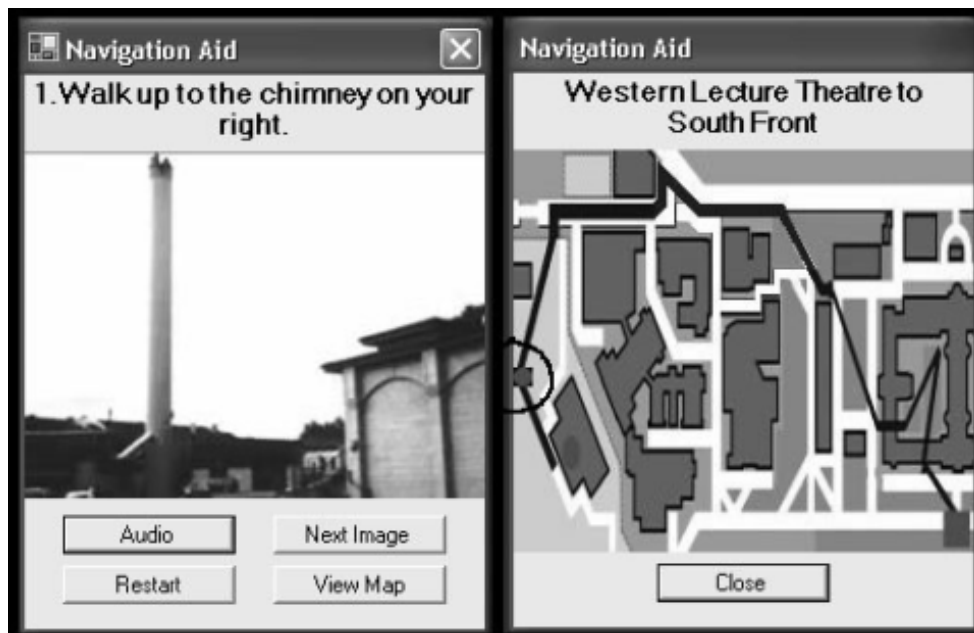 Navigation Aid
1.Walk up to the chimney on your
right.
Audio
Next Image
Restart
View Map
Navigation Aid
Western Lecture Theatre to
South Front
Close